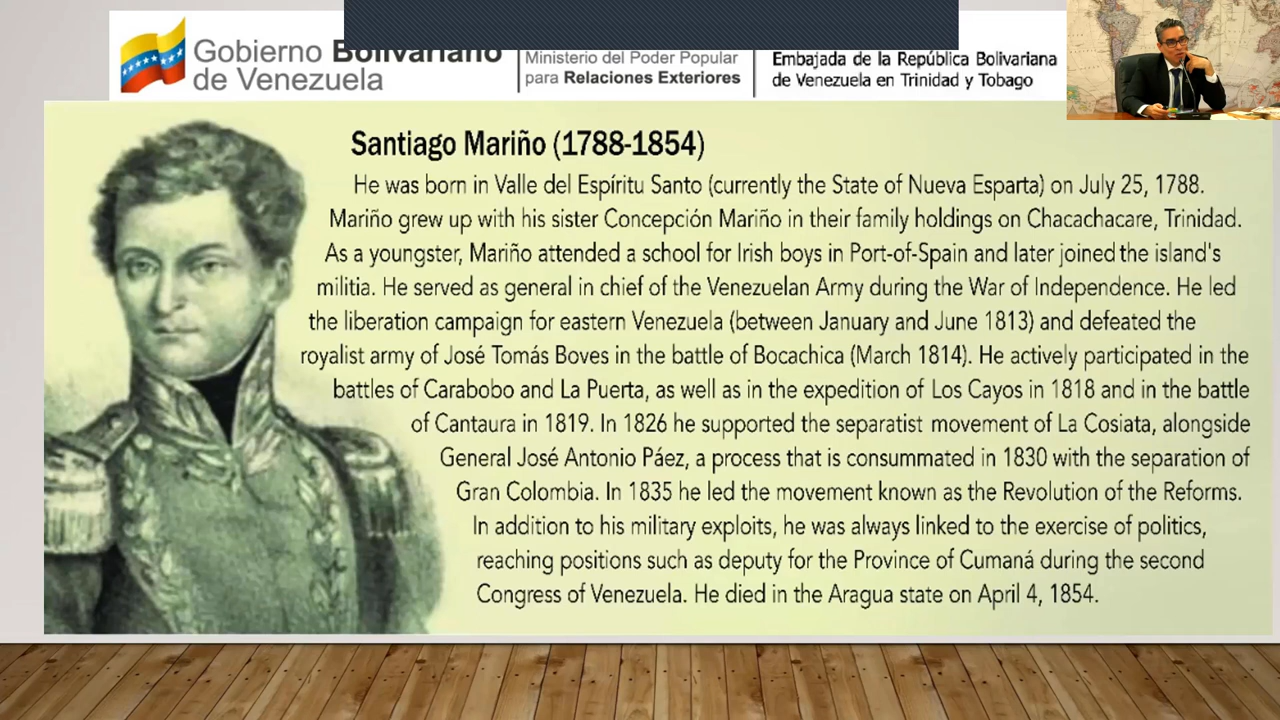 Gobierno Bolivariano
de Venezuela
Ministerio del Poder Popular
para Relaciones Exteriores
Embajada de la República Bolivariana
de Venezuela en Trinidad y Tobago
Santiago Mariño (1788-1854)
He was born in Valle del Espíritu Santo (currently the State of Nueva Esparta) on July 25, 1788.
Mariño grew up with his sister Concepción Mariño in their family holdings on Chacachacare, Trinidad.
As a youngster, Mariño attended a school for Irish boys in Port-of-Spain and later joined the island's
militia. He served as general in chief of the Venezuelan Army during the War of Independence. He led
the liberation campaign for eastern Venezuela (between January and June 1813) and defeated the
royalist army of José Tomás Boves in the battle of Bocachica (March 1814). He actively participated in the
battles of Carabobo and La Puerta, as well as in the expedition of Los Cayos in 1818 and in the battle
of Cantaura in 1819. In 1826 he supported the separatist movement of La Cosiata, alongside
General José Antonio Páez, a process that is consummated in 1830 with the separation of
Gran Colombia. In 1835 he led the movement known as the Revolution of the Reforms.
In addition to his military exploits, he was always linked to the exercise of politics,
reaching positions such as deputy for the Province of Cumaná during the second
Congress of Venezuela. He died in the Aragua state on April 4, 1854.